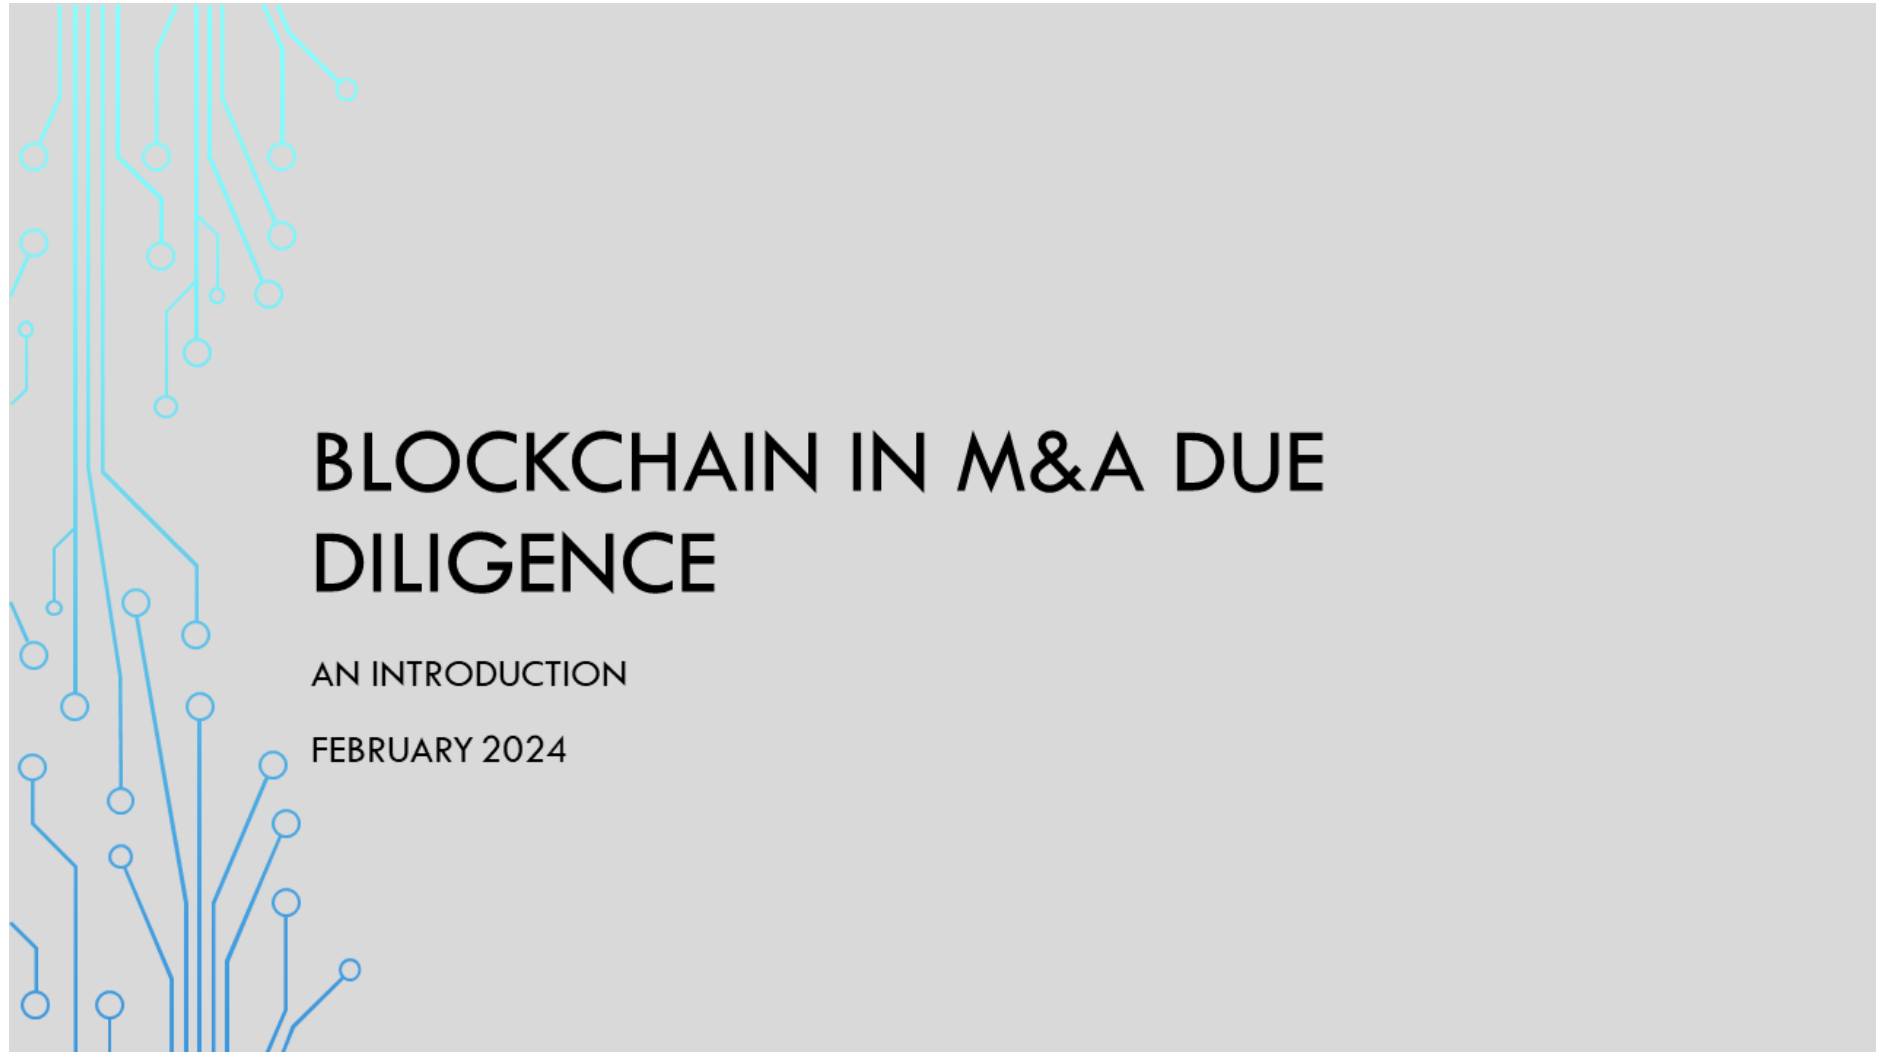 BLOCKCHAIN IN M&A DUE
DILIGENCE
AN INTRODUCTION
FEBRUARY 2024